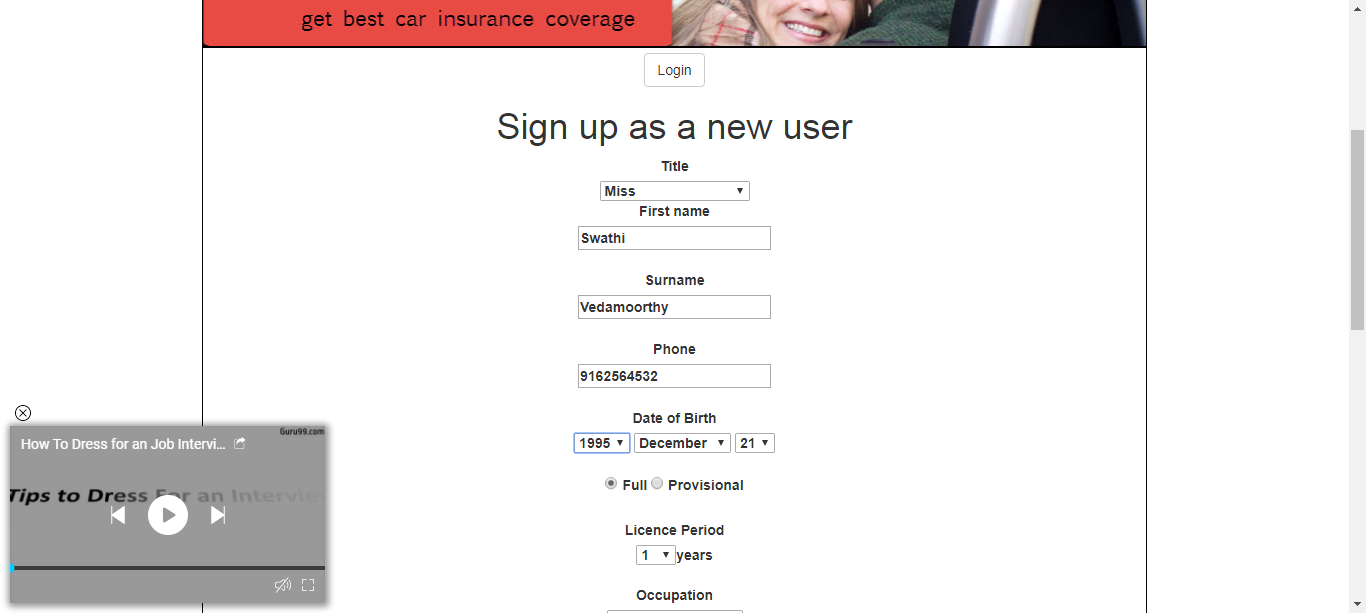 get best car insurance coverage
Login
Sign up as a new user
Title
Miss
First name
Swathi
Surname
Vedamoorthy
Phone
9162564532
Date of Birth
1995 December 21
Full Provisional
Licence Period
1 years
Occupation
Guru99.com
How To Dress for an Job Intervi...
Tips to Dress For an Interview